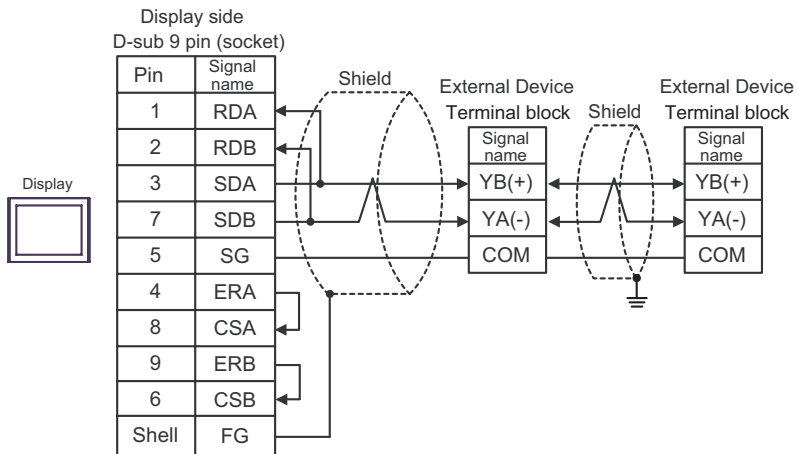 Display side
D-sub 9 pin (socket)
Pin
Signal
name
1
RDA
2
RDB
3
SDA
7
SDB
5
SG
4
ERA
8
CSA
9
ERB
6
CSB
Shell
FG
Display
Shield
External Device
Terminal block
Signal
name
YB(+)
YA(-)
COM
Shield
External Device
Terminal block
Signal
name
YB(+)
YA(-)
COM